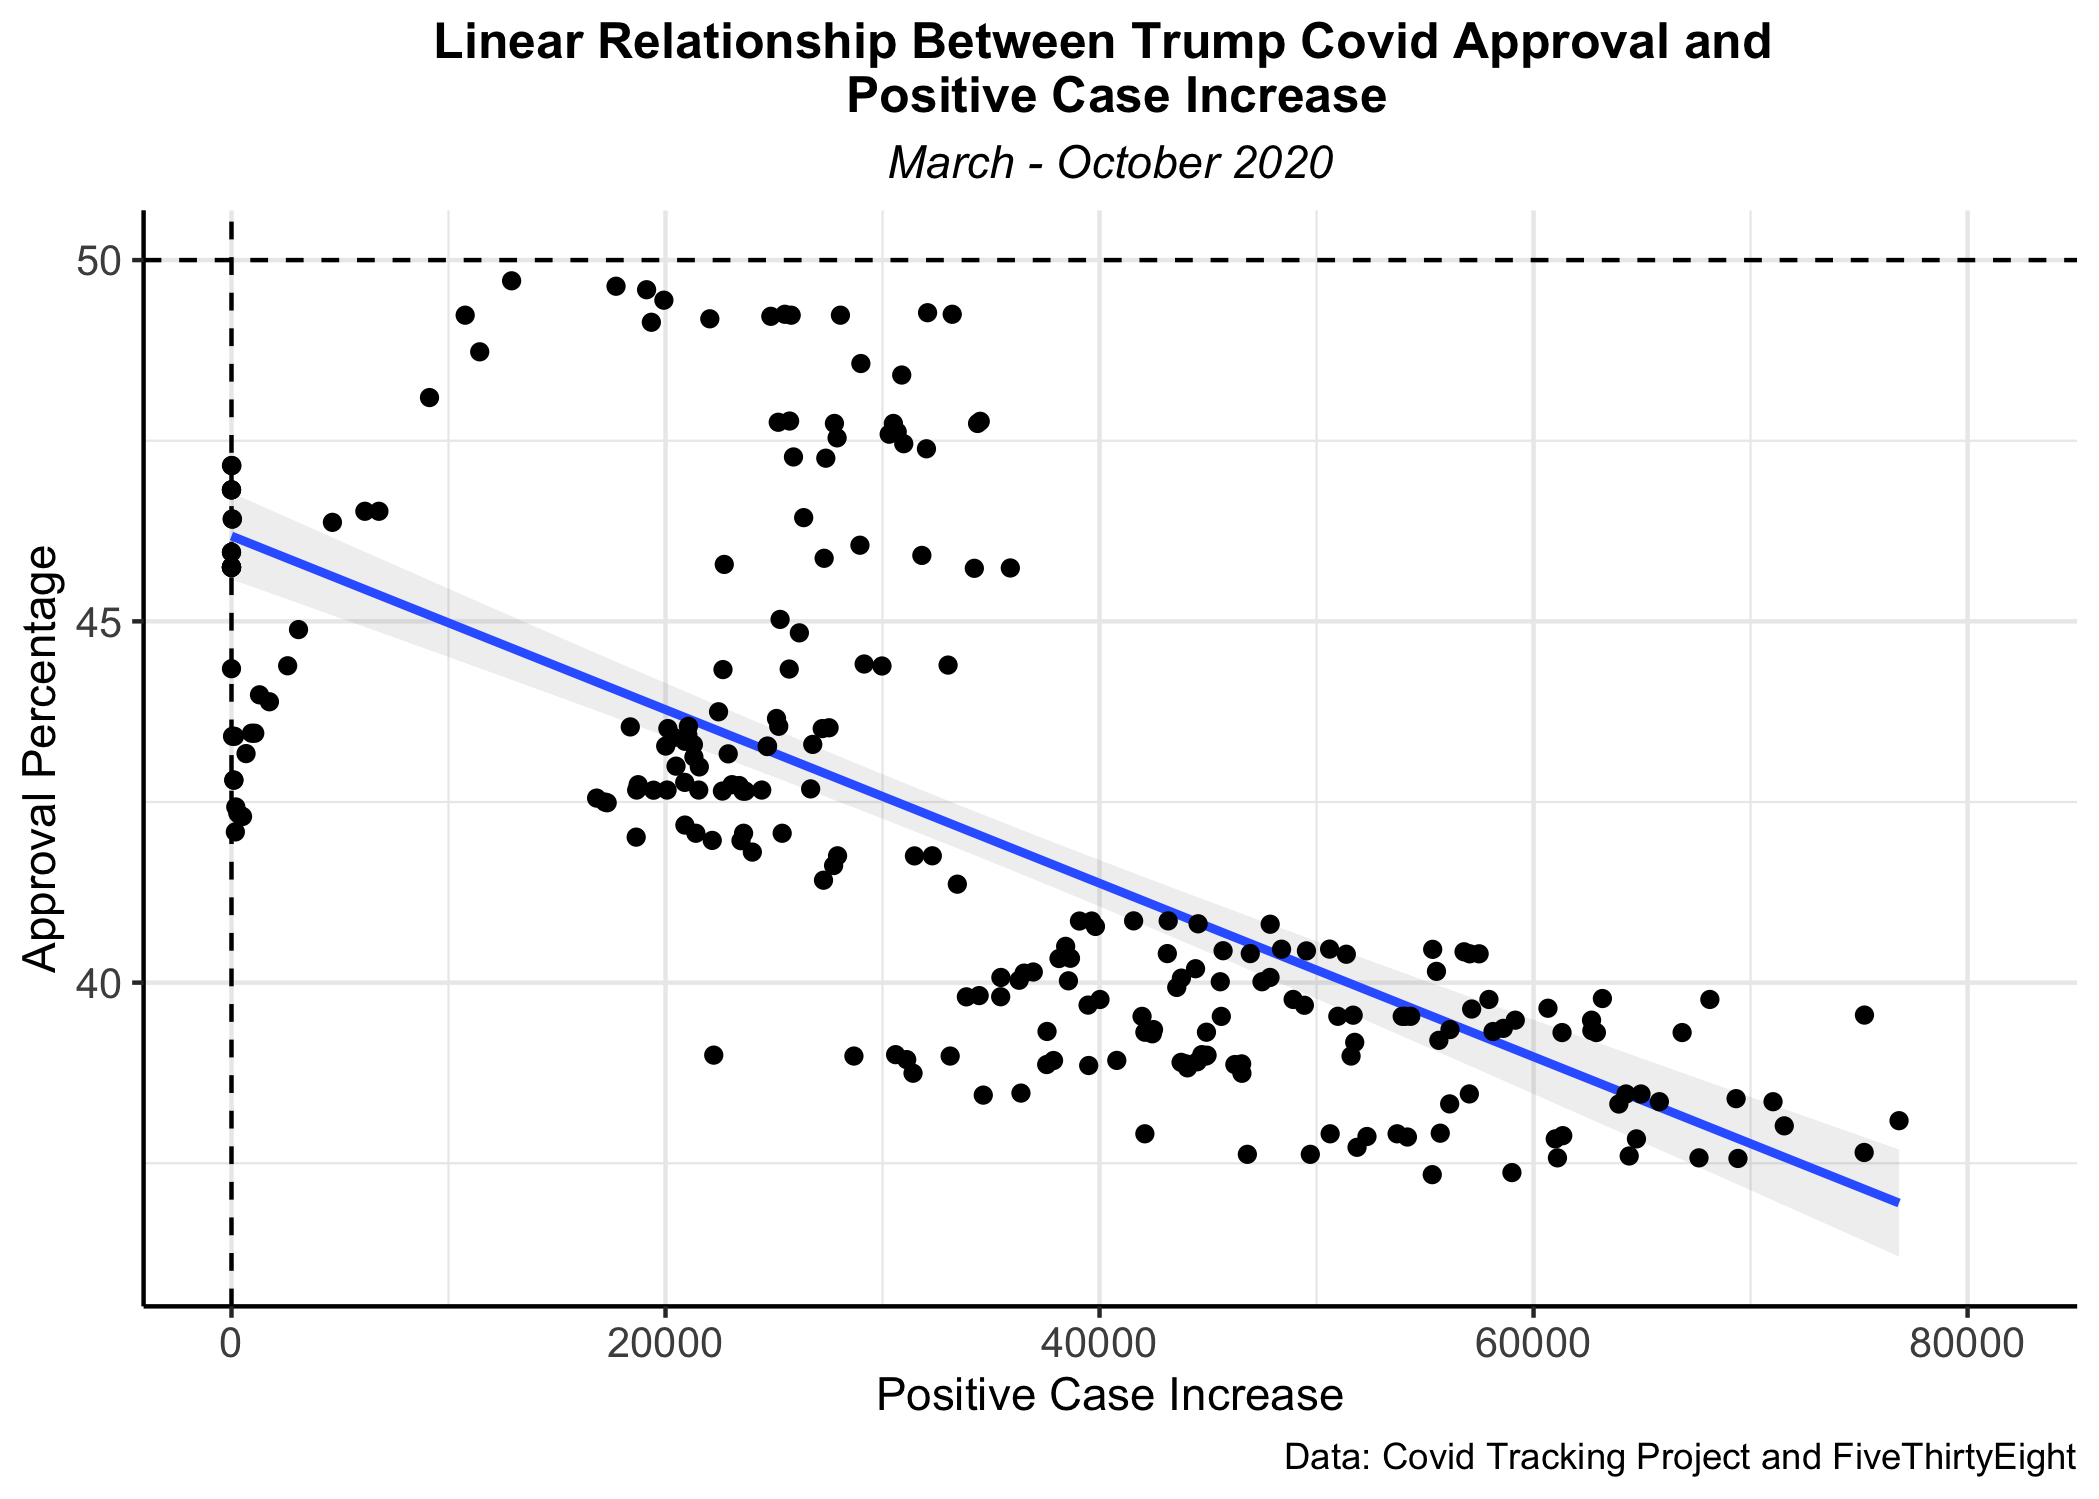 Linear Relationship Between Trump Covid Approval and
Positive Case Increase
March - October 2020
50
45
40
Approval Percentage
0 20000 40000 60000 80000
Positive Case Increase
Data: Covid Tracking Project and FiveThirtyEight